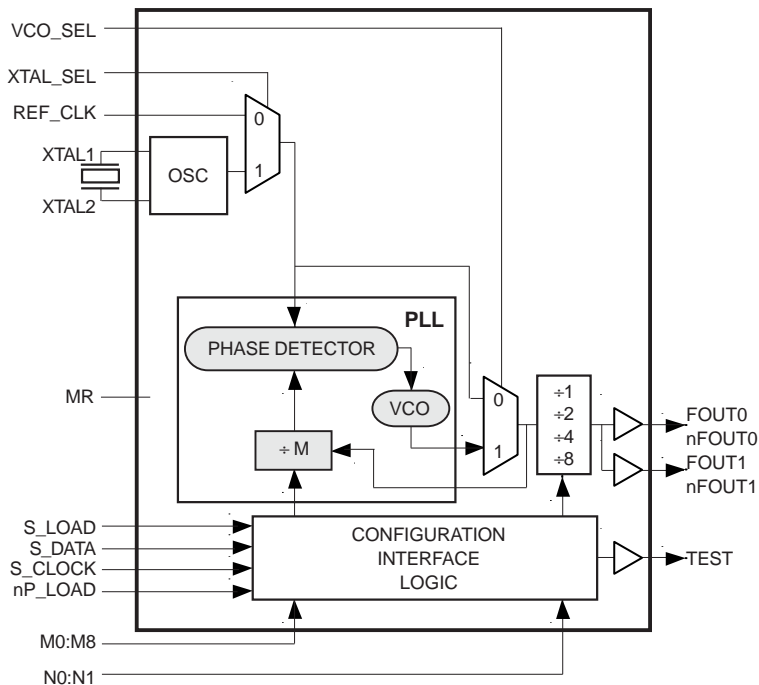 VCO_SEL
XTAL_SEL
REF_CLK
0
XTAL1
OSC
1
XTAL2
PLL
PHASE DETECTOR
MR
VCO
0
÷1
÷2
÷4
÷8
FOUT0
nFOUT0
÷ M
1
FOUT1
nFOUT1
S_LOAD
S_DATA
S_CLOCK
nP_LOAD
CONFIGURATION
INTERFACE
LOGIC
TEST
M0:M8
N0:N1